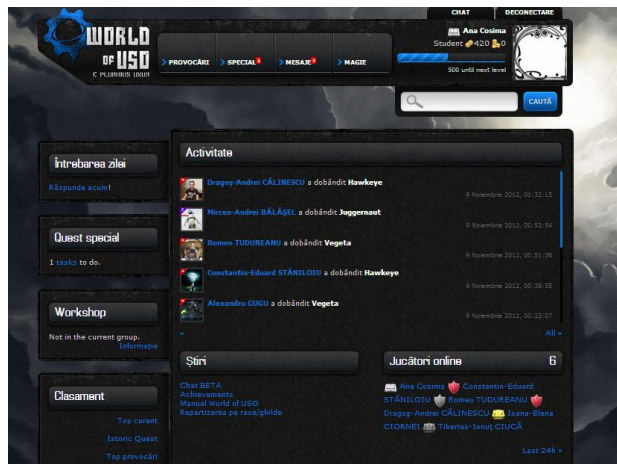 CHAT DECONECTARE
WORLD
OF USO
E PLURIBUS UXUM
Ana Cosima
Student 420 0
PROVOCĂRI SPECIAL MESAJE MAGIE
500 until next level
CAUTĂ
Întrebarea zilei
Răspunde acum!
Quest special
1 tasks to do.
Workshop
Not in the current group.
Informație
Clasament
Top curent
Istoric Quest
Top provocări
Activitate
Dragoș-Andrei CĂLINESCU a dobândit Hawkeye
9 Noiembrie 2012, 01:32:15
Mircea-Andrei BĂLĂȘEL a dobândit Juggernaut
9 Noiembrie 2012, 00:52:54
Romeo TUDUREANU a dobândit Vegeta
9 Noiembrie 2012, 00:51:36
Constantin-Eduard STĂNILOIU a dobândit Hawkeye
9 Noiembrie 2012, 00:38:55
Alexandru GUGU a dobândit Vegeta
9 Noiembrie 2012, 00:23:07
« All »
Știri
Chat BETA
Achievements
Manual World of USO
Repartizarea pe rase/ghilde
Jucători online 6
Ana Cosima Constantin-Eduard
STĂNILOIU Romeo TUDUREANU
Dragoș-Andrei CĂLINESCU Ioana-Elena
CIORNEI Tiberius-Ionuț CIUCĂ
Last 24h »